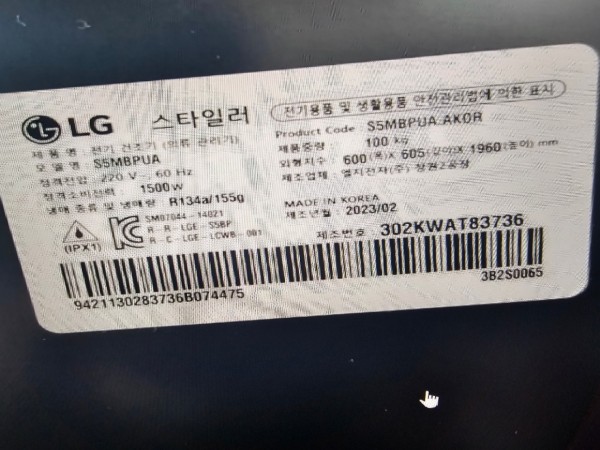 LG 스타일러
전기용품 및 생활용품 안전관리법에 의한 표시
제품명 : 전기 건조기 (의류 관리기)
모델명 : S5MBPUA
정격전압 : 220 V~, 60 Hz
정격소비전력 : 1500 W
냉매 종류 및 냉매량 : R134a/155g
(IPX1)
SM07044-14021
R-R-LGE-S5BP
R-C-LGE-LCWB-001
Product Code : S5MBPUA.AKOR
제품중량 : 100 kg
외형치수 : 600(폭)X 605(깊이)X 1960(높이) mm
제조업체 : 엘지전자(주) 창원2공장
MADE IN KOREA
제조년월 : 2023/02
제조번호 : 302KWAT83736
9421130283736B074475
3B2S0065